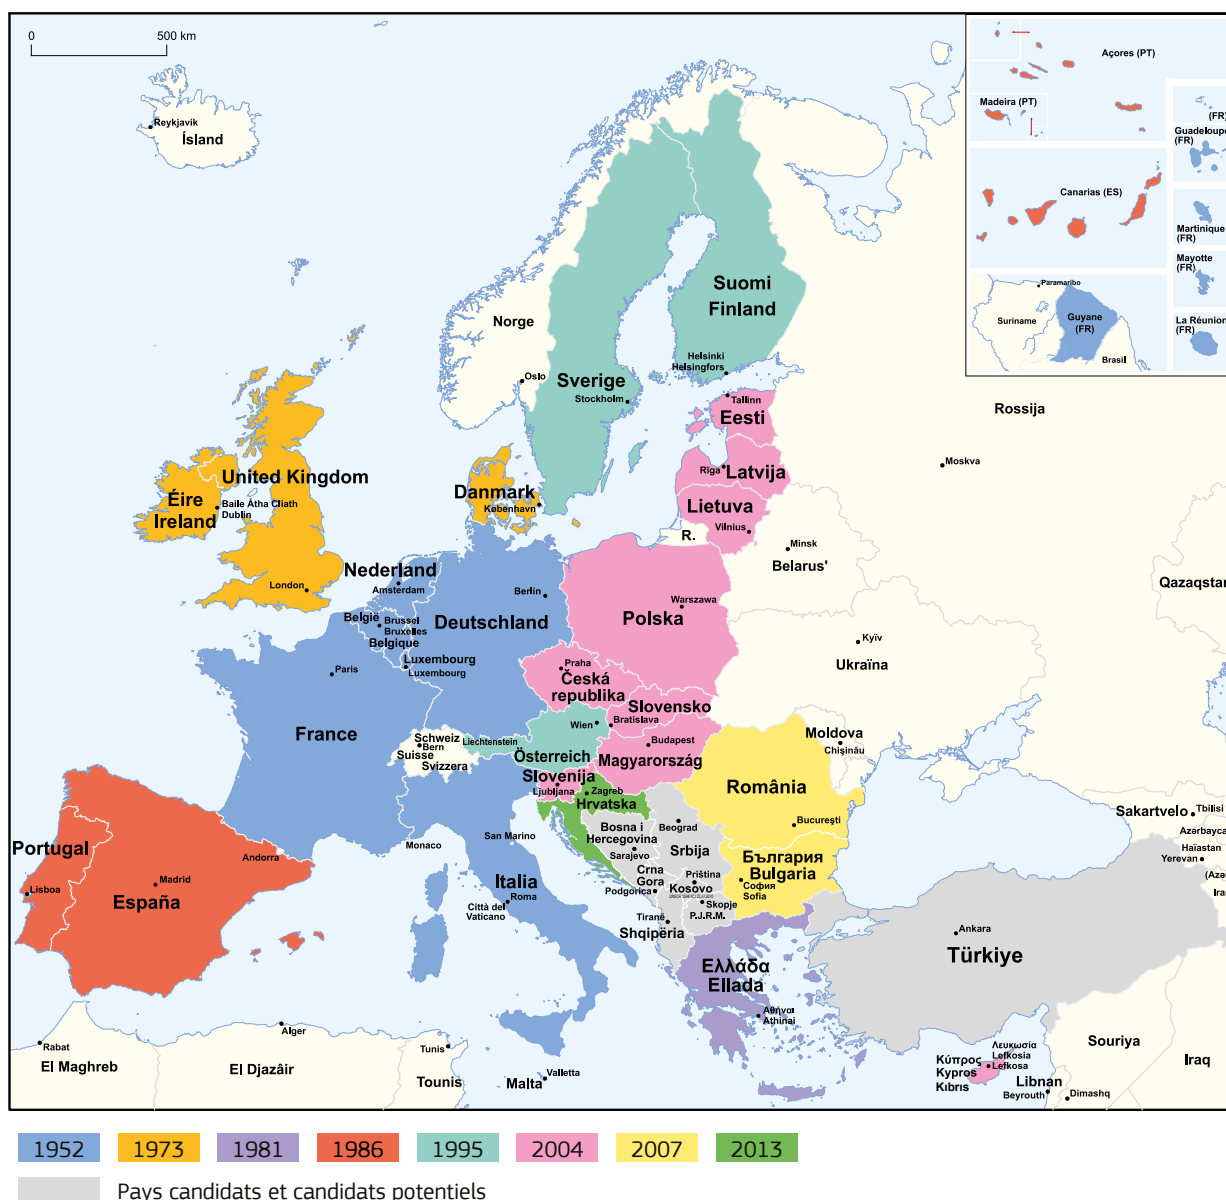 0
500 km
Reykjavík
Ísland
Açores (PT)
Madeira (PT)
(FR)
Guadeloupe
(FR)
Canarias (ES)
Martinique
(FR)
Mayotte
(FR)
Paramaribo
Suriname
Guyane
(FR)
Brasil
La Réunion
(FR)
Norge
Suomi
Finland
Helsinki
Helsingfors
Oslo
Sverige
Stockholm
Tallinn
Eesti
Rossija
Moskva
Rīga
Latvija
Lietuva
Vilnius
R.
Minsk
Belarus'
United Kingdom
Éire
Ireland
Baile Átha Cliath
Dublin
London
Danmark
København
Nederland
Amsterdam
Berlin
Deutschland
België
Brussel
Bruxelles
Belgique
Luxembourg
Luxembourg
Warszawa
Polska
Qazaqstan
Kyïv
Ukraïna
Paris
France
Praha
Česká
republika
Slovensko
Bratislava
Wien
Österreich
Liechtenstein
Schweiz
Bern
Suisse
Svizzera
Budapest
Magyarország
Moldova
Chişinău
Slovenija
Ljubljana
Zagreb
Hrvatska
România
Bucureşti
Sakartvelo
Tbilisi
Azərbaycan
Haïastan
Yerevan
(Azer
Iran
Portugal
Lisboa
Madrid
España
Andorra
Monaco
San Marino
Italia
Roma
Città del
Vaticano
Bosna i
Hercegovina
Sarajevo
Beograd
Srbija
Crna
Gora
Podgorica
Priština
Kosovo
Skopje
P.J.R.M.
Tiranë
Shqipëria
България
Bulgaria
София
Sofia
Ελλάδα
Ellada
Αθήναι
Athinai
Ankara
Türkiye
Κύπρος
Kypros
Kıbrıs
Λευκωσία
Lefkosia
Lefkosa
Souriya
Iraq
Libnan
Beyrouth
Dimashq
Rabat
El Maghreb
Alger
El Djazâir
Tunis
Tounis
Malta
Valletta
1952
1973
1981
1986
1995
2004
2007
2013
Pays candidats et candidats potentiels